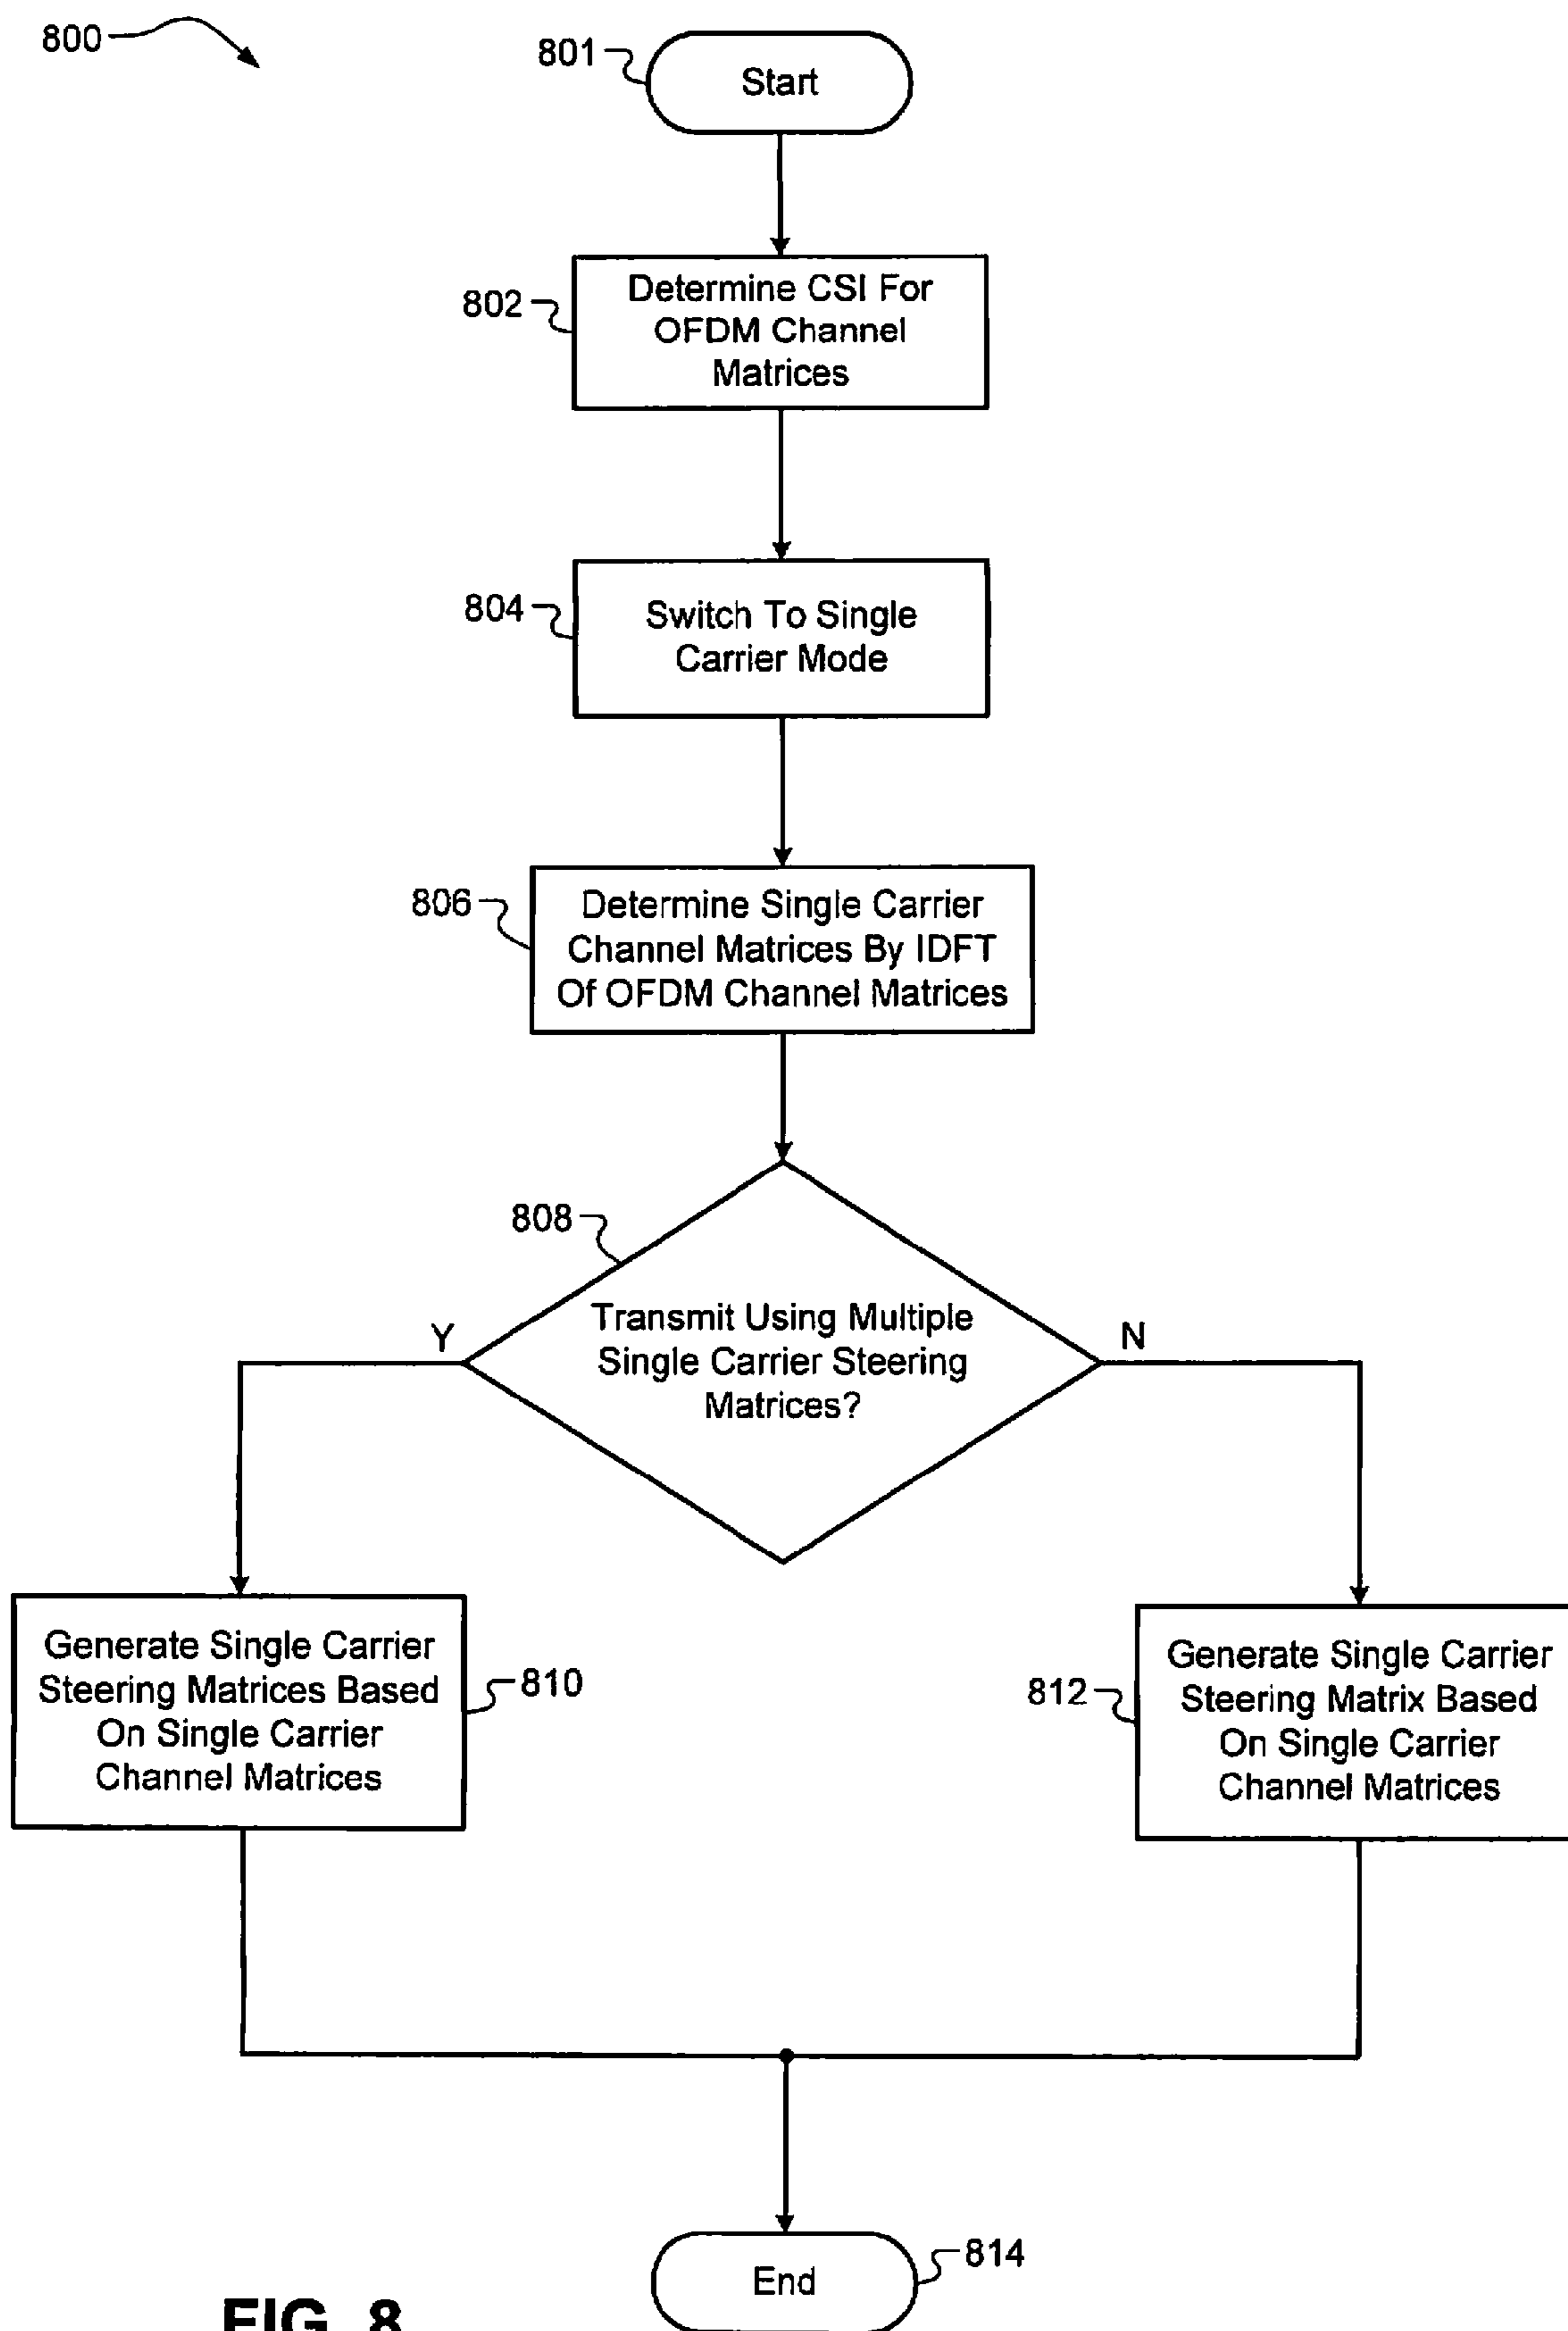 800
801
Start
802
Determine CSI For
OFDM Channel
Matrices
804
Switch To Single
Carrier Mode
806
Determine Single Carrier
Channel Matrices By IDFT
Of OFDM Channel Matrices
808
Transmit Using Multiple
Single Carrier Steering
Matrices?
Y
N
Generate Single Carrier
Steering Matrices Based
On Single Carrier
Channel Matrices
810
812
Generate Single Carrier
Steering Matrix Based
On Single Carrier
Channel Matrices
End
814
FIG. 8